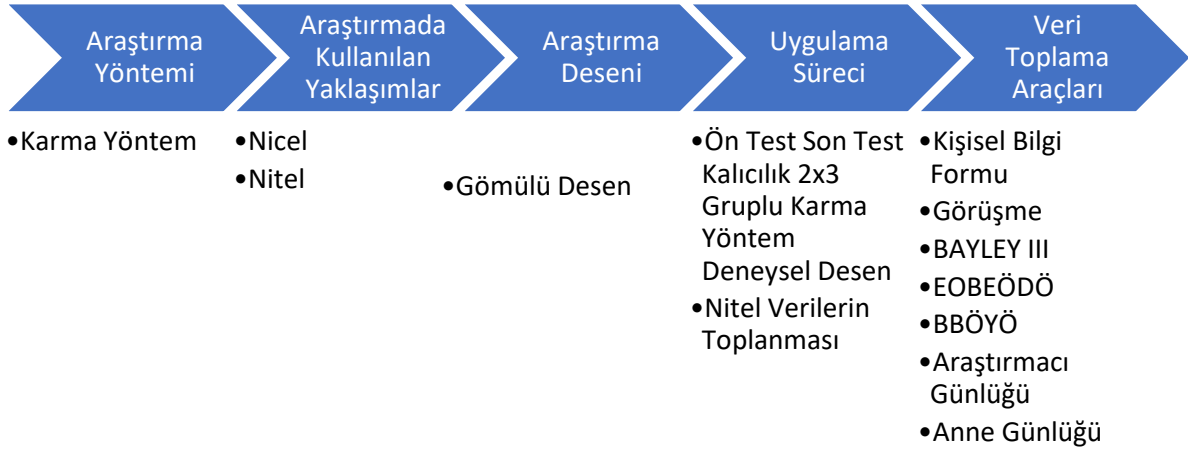 Araştırma
Yöntemi
Araştırmada
Kullanılan
Yaklaşımlar
Araştırma
Deseni
Uygulama
Süreci
Veri
Toplama
Araçları
•Karma Yöntem
•Nicel
•Nitel
•Gömülü Desen
•Ön Test Son Test
Kalıcılık 2x3
Gruplu Karma
Yöntem
Deneysel Desen
•Nitel Verilerin
Toplanması
•Kişisel Bilgi
Formu
•Görüşme
•BAYLEY III
•EOBEÖDÖ
•BBÖYÖ
•Araştırmacı
Günlüğü
•Anne Günlüğü